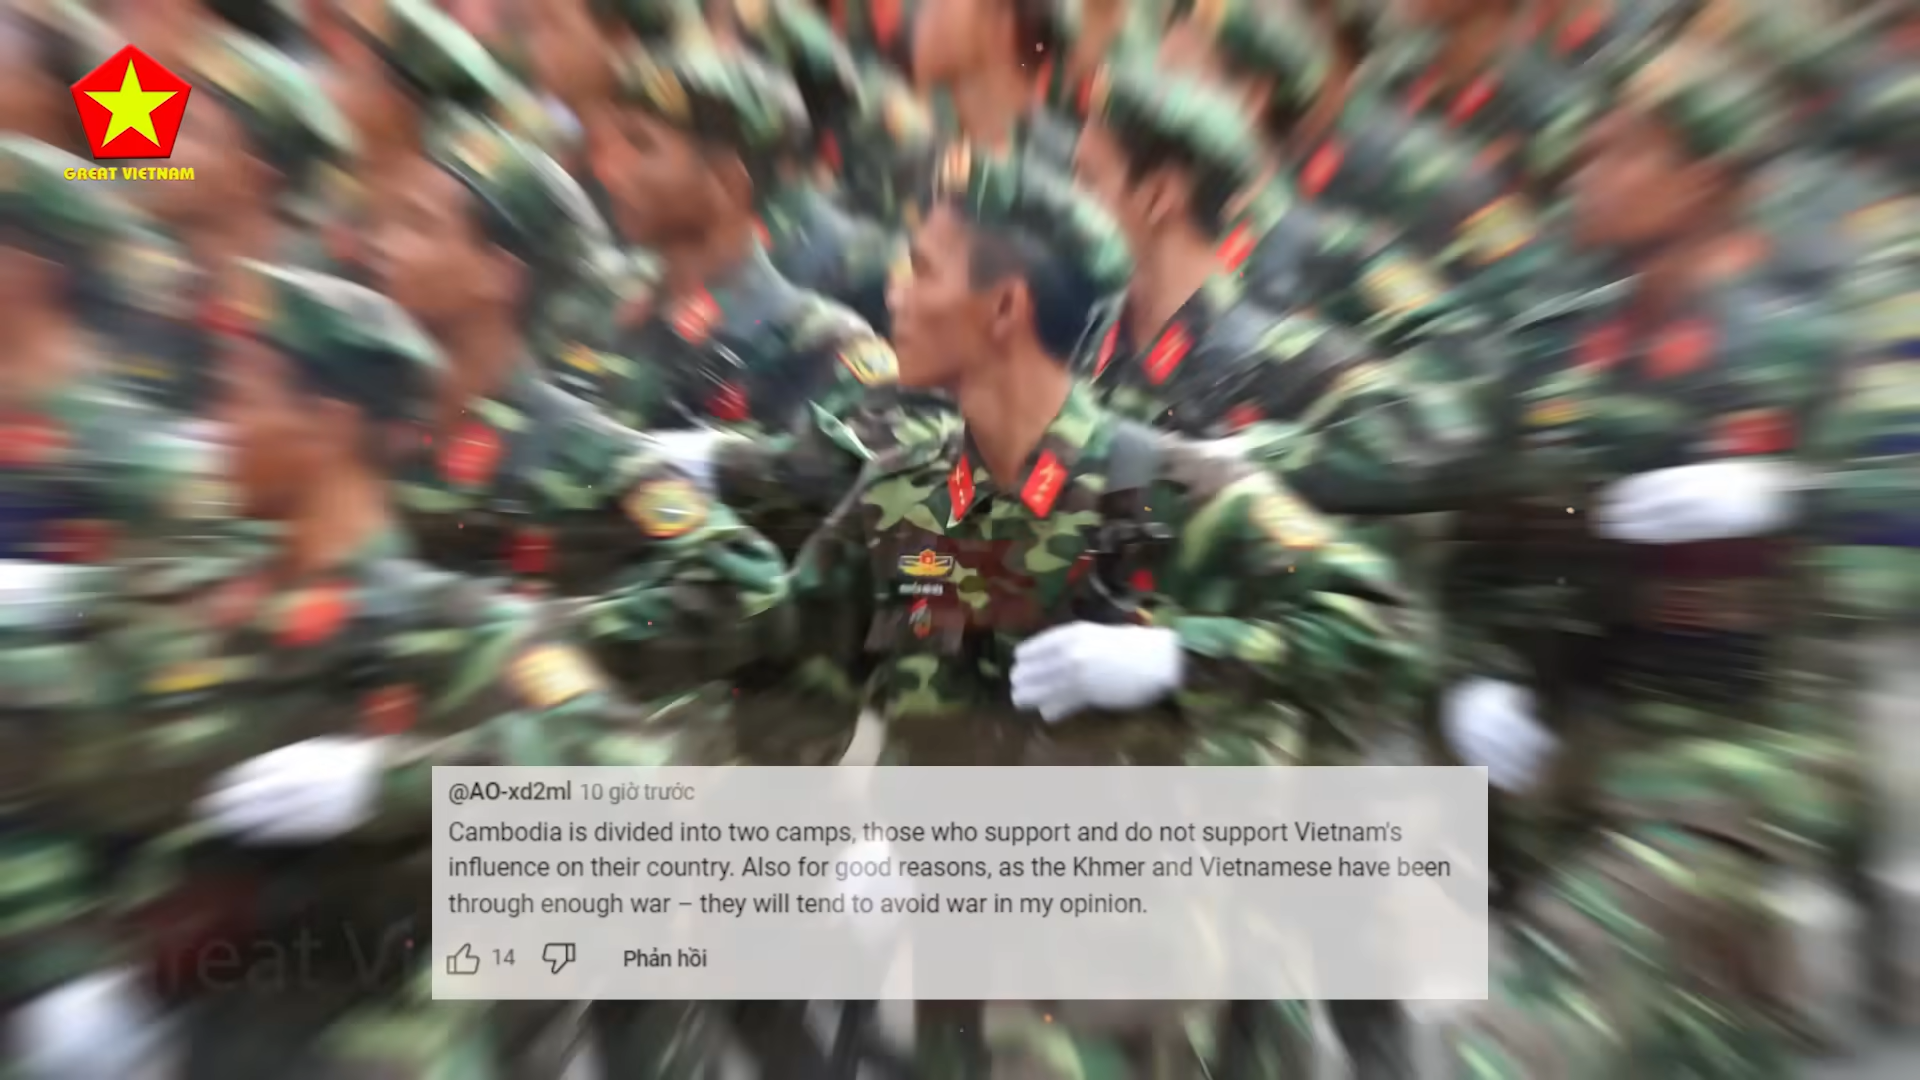 GREAT VIETNAM
@AO-xd2ml 10 giờ trước
Cambodia is divided into two camps, those who support and do not support Vietnam's
influence on their country. Also for good reasons, as the Khmer and Vietnamese have been
through enough war – they will tend to avoid war in my opinion.
14 Phản hồi